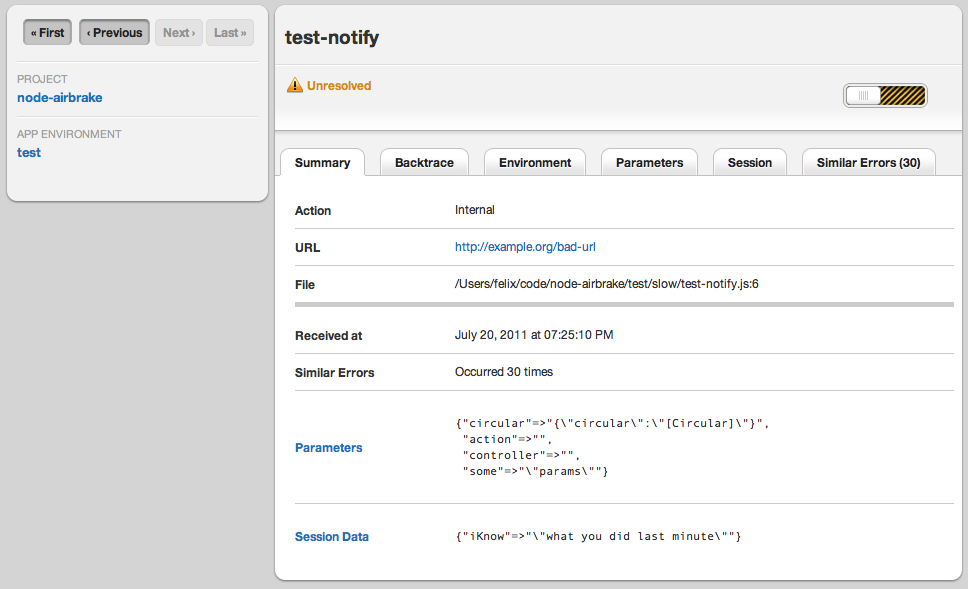 « First ‹ Previous Next › Last »
PROJECT
node-airbrake
APP ENVIRONMENT
test
test-notify
Unresolved
Summary Backtrace Environment Parameters Session Similar Errors (30)
Action Internal
URL http://example.org/bad-url
File /Users/felix/code/node-airbrake/test/slow/test-notify.js:6
Received at July 20, 2011 at 07:25:10 PM
Similar Errors Occurred 30 times
Parameters
{"circular"=>"{\"circular\":\"[Circular]\"}",
"action"=>"",
"controller"=>"",
"some"=>"\"params\""}
Session Data {"iKnow"=>"\"what you did last minute\""}